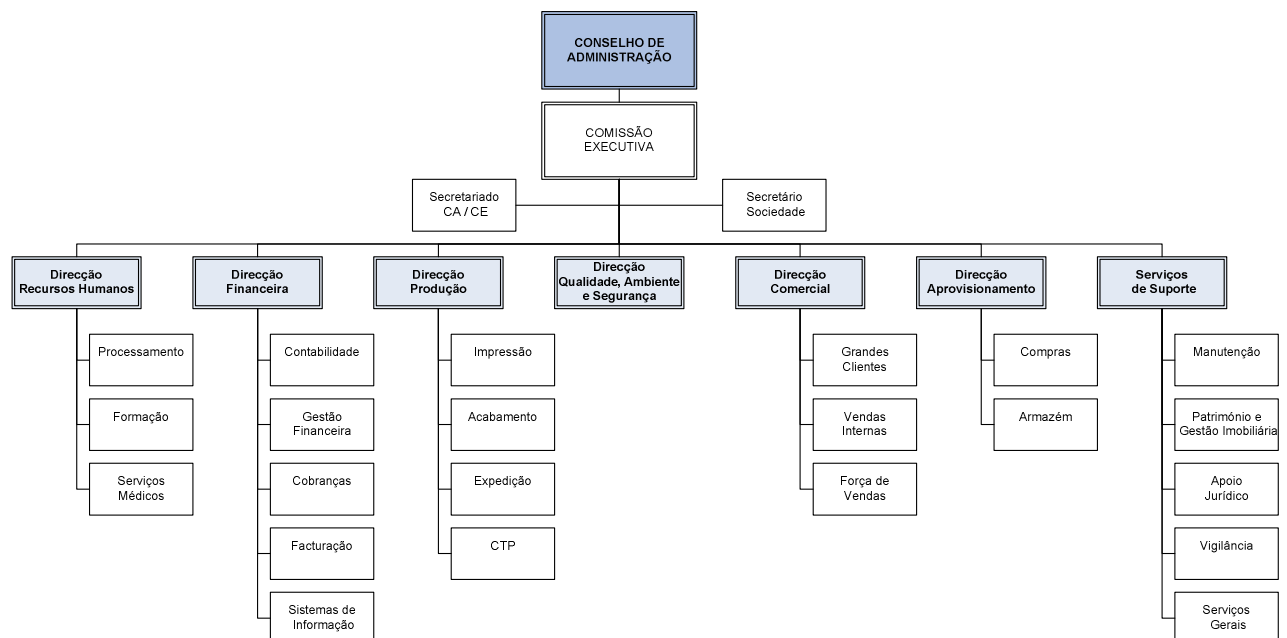 CONSELHO DE
ADMINISTRAÇÃO
COMISSÃO
EXECUTIVA
Secretariado
CA / CE
Secretário
Sociedade
Direcção
Recursos Humanos
Direcção
Financeira
Direcção
Produção
Direcção
Qualidade, Ambiente
e Segurança
Direcção
Comercial
Direcção
Aprovisionamento
Serviços
de Suporte
Processamento
Formação
Serviços
Médicos
Contabilidade
Gestão
Financeira
Cobranças
Facturação
Sistemas de
Informação
Impressão
Acabamento
Expedição
CTP
Grandes
Clientes
Vendas
Internas
Força de
Vendas
Compras
Armazém
Manutenção
Património e
Gestão Imobiliária
Apoio
Jurídico
Vigilância
Serviços
Gerais